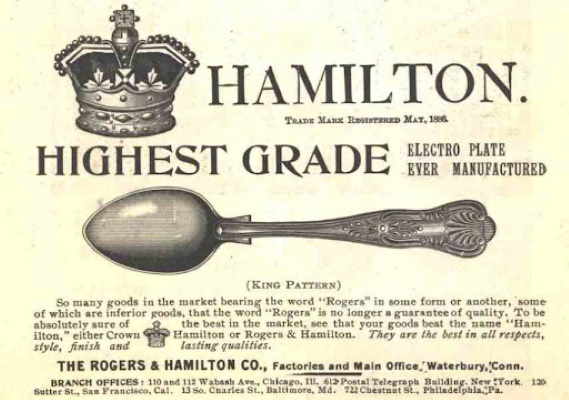 HAMILTON.
TRADE MARK REGISTERED MAY, 1886.
HIGHEST GRADE ELECTRO PLATE
EVER MANUFACTURED
(KING PATTERN)
So many goods in the market bearing the word "Rogers" in some form or another, some
of which are inferior goods, that the word "Rogers" is no longer a guarantee of quality. To be
absolutely sure of the best in the market, see that your goods beat the name "Ham-
ilton," either Crown Hamilton or Rogers & Hamilton. They are the best in all respects,
style, finish and lasting qualities.
THE ROGERS & HAMILTON CO., Factories and Main Office, Waterbury, Conn.
BRANCH OFFICES: 110 and 112 Wabash Ave., Chicago, Ill. 612 Postal Telegraph Building, New York. 120
Sutter St., San Francisco, Cal. 13 So. Charles St., Baltimore, Md. 722 Chestnut St., Philadelphia, Pa.